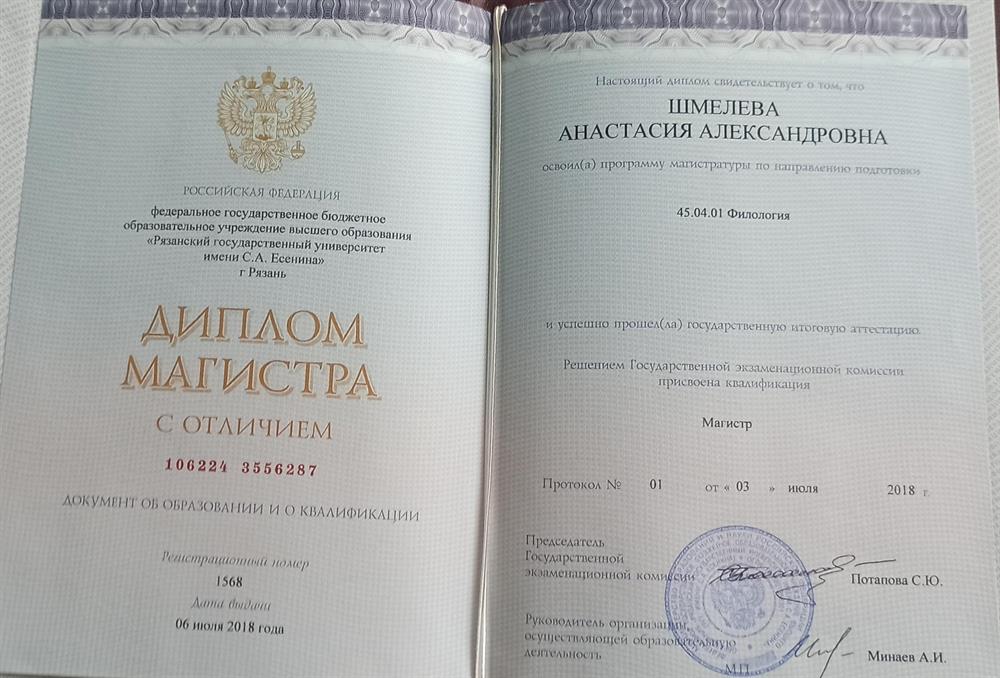 РОССИЙСКАЯ ФЕДЕРАЦИЯ
федеральное государственное бюджетное
образовательное учреждение высшего образования
«Рязанский государственный университет
имени С.А. Есенина»
г Рязань
ДИПЛОМ
МАГИСТРА
С ОТЛИЧИЕМ
106224 3556287
ДОКУМЕНТ ОБ ОБРАЗОВАНИИ И О КВАЛИФИКАЦИИ
Регистрационный номер
1568
Дата выдачи
06 июля 2018 года
Настоящий диплом свидетельствует о том, что
ШМЕЛЕВА
АНАСТАСИЯ АЛЕКСАНДРОВНА
освоил(а) программу магистратуры по направлению подготовки
45.04.01 Филология
и успешно прошел(ла) государственную итоговую аттестацию.
Решением Государственной экзаменационной комиссии
присвоена квалификация
Магистр
Протокол № 01 от « 03 » июля 2018 г.
Председатель
Государственной
экзаменационной комиссии Потапова С.Ю.
Руководитель организации,
осуществляющей образовательную
деятельность Минаев А.И.
М.П.